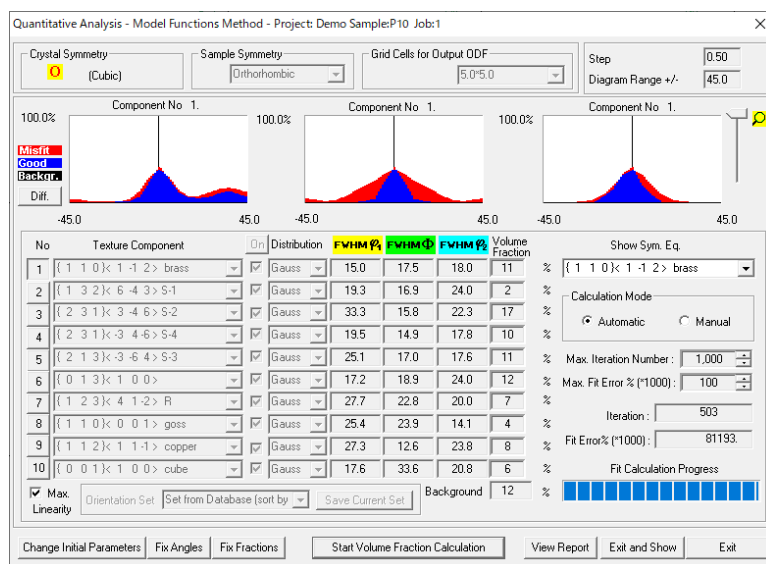 Quantitative Analysis - Model Functions Method - Project: Demo Sample:P10 Job:1
Crystal Symmetry
O (Cubic)
Sample Symmetry
Orthorhombic
Grid Cells for Output ODF
5.0*5.0
Step 0.50
Diagram Range +/- 45.0
Component No 1. Component No 1. Component No 1.
100.0% 100.0% 100.0%
Misfit
Good
Backgr.
Diff.
-45.0 45.0 -45.0 45.0 -45.0 45.0
No Texture Component On Distribution FWHM φ1 FWHM Φ FWHM φ2 Volume Fraction
1 { 1 1 0}< 1 -1 2> brass Gauss 15.0 17.5 18.0 11 %
2 { 1 3 2}< 6 -4 3> S-1 Gauss 19.3 16.9 24.0 2 %
3 { 2 3 1}< 3 -4 6> S-2 Gauss 33.3 15.8 22.3 17 %
4 { 2 3 1}<-3 4-6> S-4 Gauss 19.5 14.9 17.8 10 %
5 { 2 1 3}<-3 -6 4> S-3 Gauss 25.1 17.0 17.6 11 %
6 { 0 1 3}< 1 0 0> Gauss 17.2 18.9 24.0 12 %
7 { 1 2 3}< 4 1 -2> R Gauss 27.7 22.8 20.0 7 %
8 { 1 1 0}< 0 0 1> goss Gauss 25.4 23.9 14.1 4 %
9 { 1 1 2}< 1 1 -1> copper Gauss 27.3 12.6 23.8 8 %
10 { 0 0 1}< 1 0 0> cube Gauss 17.6 33.6 20.8 6 %
Max. Linearity
Orientation Set Set from Database (sort by
Save Current Set
Background 12 %
Show Sym. Eq.
{ 1 1 0}< 1 -1 2> brass
Calculation Mode
Automatic Manual
Max. Iteration Number : 1,000
Max. Fit Error % (*1000) : 100
Iteration : 503
Fit Error% (*1000) : 81193.
Fit Calculation Progress
Change Initial Parameters Fix Angles Fix Fractions Start Volume Fraction Calculation View Report Exit and Show Exit